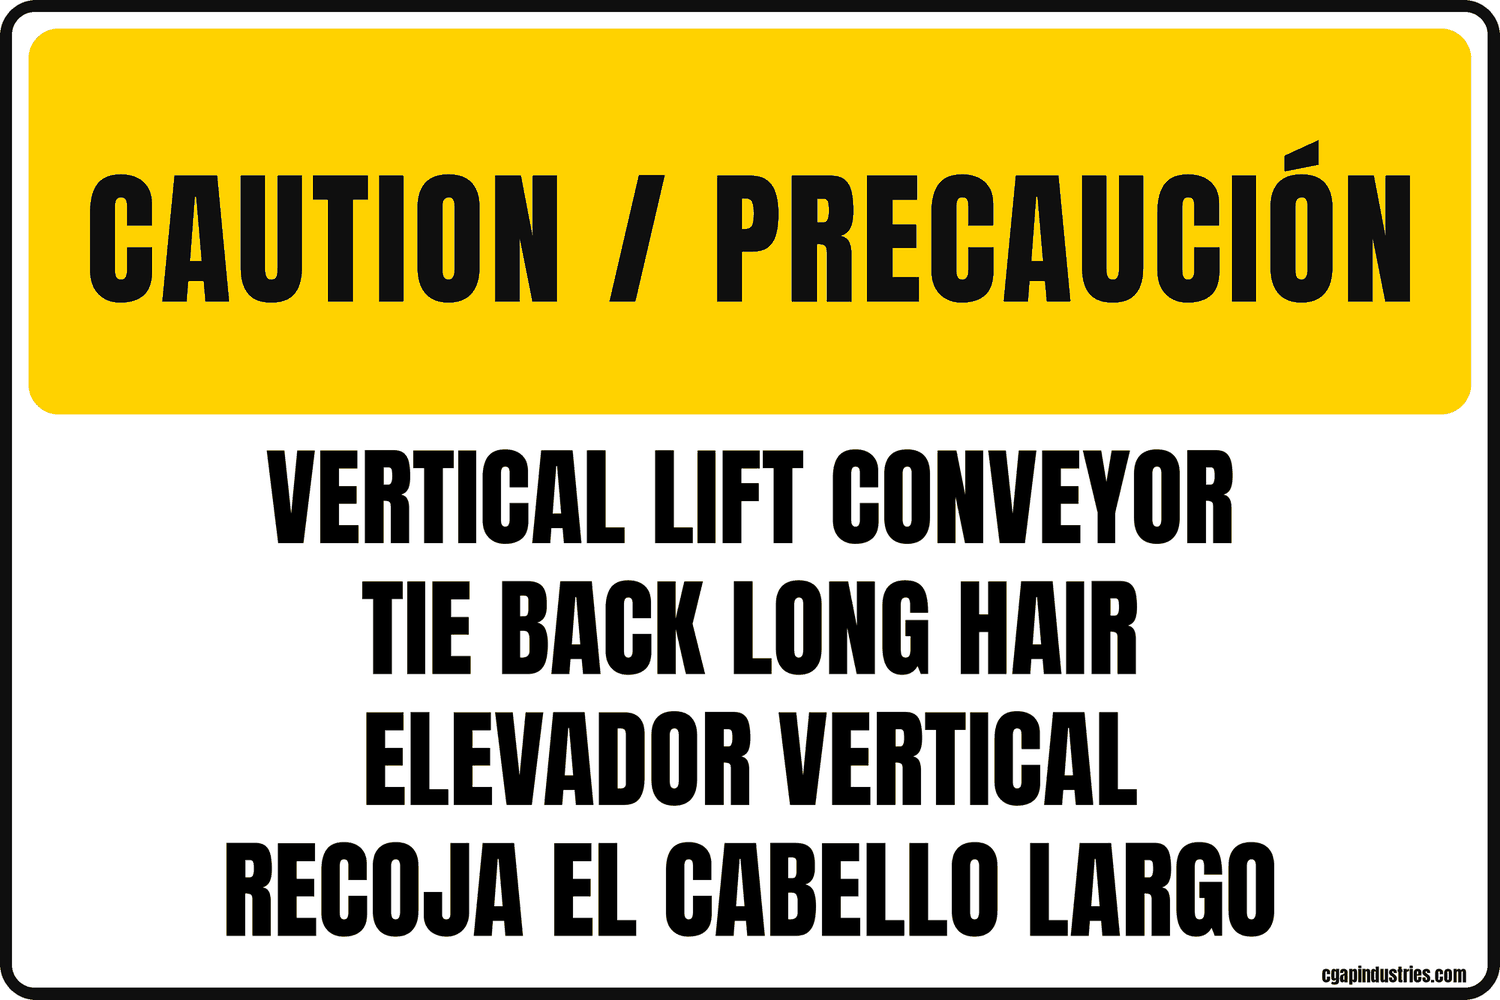 CAUTION / PRECAUCIÓN
VERTICAL LIFT CONVEYOR
TIE BACK LONG HAIR
ELEVADOR VERTICAL
RECOJA EL CABELLO LARGO
cgapindustries.com